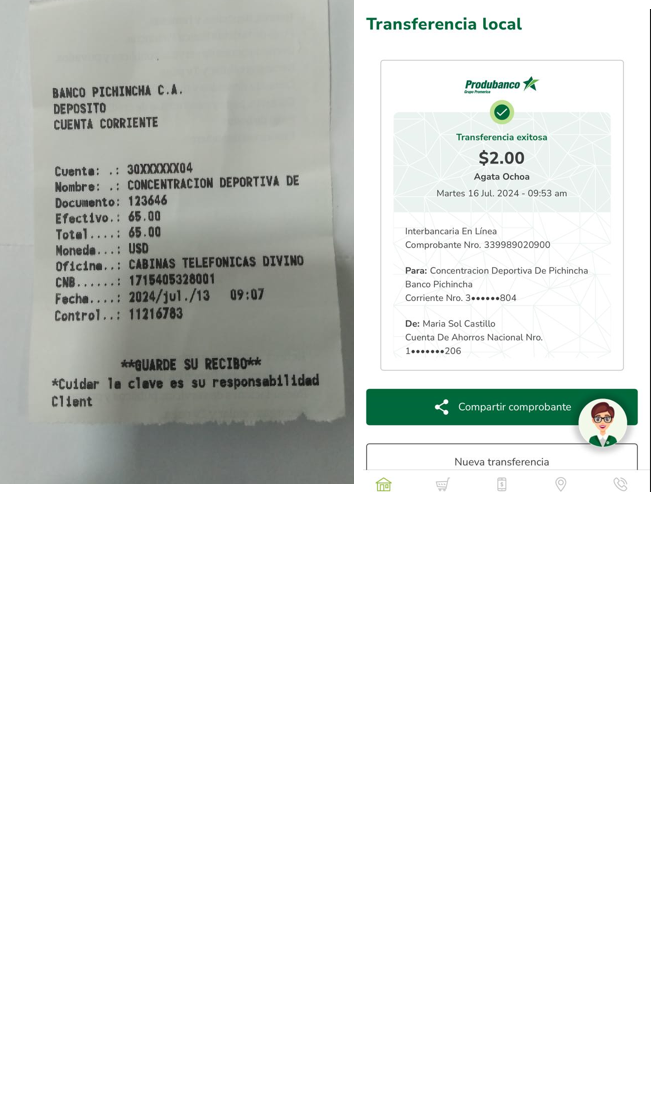 BANCO PICHINCHA C.A.
DEPOSITO
CUENTA CORRIENTE
Cuenta: .: 30XXXXXX04
Nombre: .: CONCENTRACION DEPORTIVA DE
Documento: 123646
Efectivo.: 65.00
Total....: 65.00
Moneda...: USD
Oficina..: CABINAS TELEFONICAS DIVINO
CNB......: 1715405328001
Fecha....: 2024/jul./13 09:07
Control..: 11216783
**GUARDE SU RECIBO**
*Cuidar la clave es su responsabilidad
Client
Transferencia local
Produbanco
Grupo Promerica
Transferencia exitosa
$2.00
Agata Ochoa
Martes 16 Jul. 2024 - 09:53 am
Interbancaria En Línea
Comprobante Nro. 339989020900
Para: Concentracion Deportiva De Pichincha
Banco Pichincha
Corriente Nro. 3••••••804
De: Maria Sol Castillo
Cuenta De Ahorros Nacional Nro.
1•••••••206
Compartir comprobante
Nueva transferencia